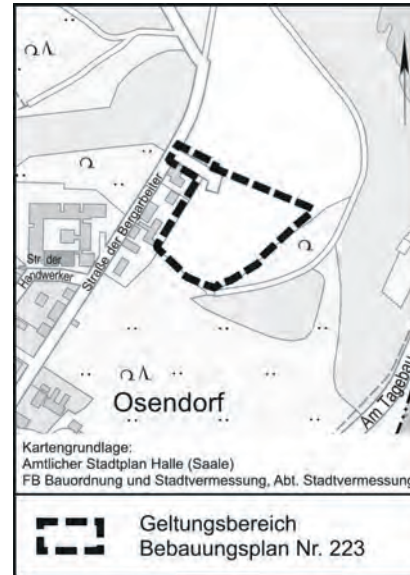 Straße der Bergarbeiter
Str. der
Handwerker
Osendorf
Am Tagebau
Kartengrundlage:
Amtlicher Stadtplan Halle (Saale)
FB Bauordnung und Stadtvermessung, Abt. Stadtvermessung
Geltungsbereich
Bebauungsplan Nr. 223